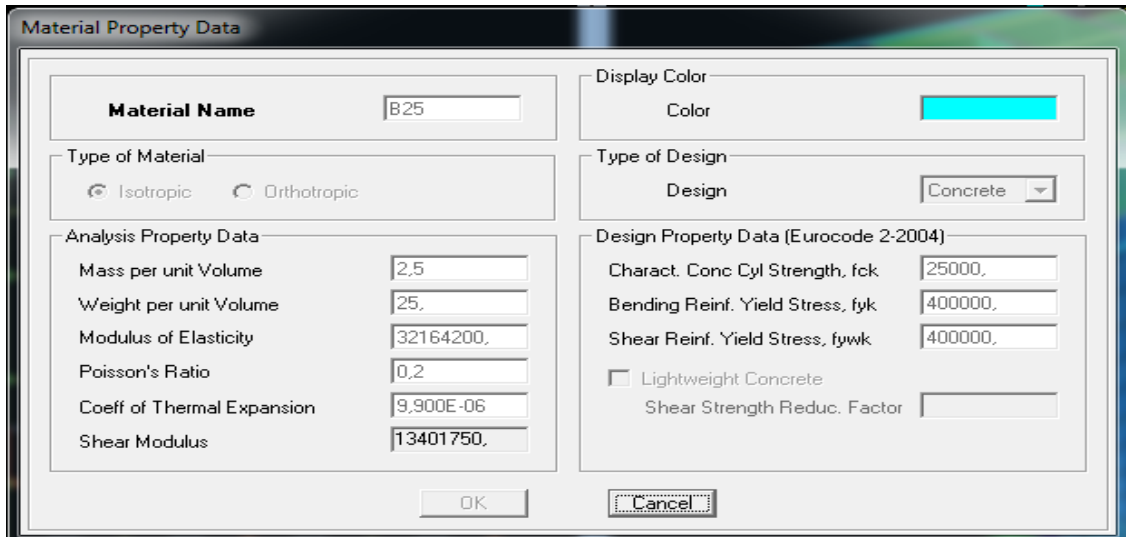 Material Property Data
Material Name B25
Display Color
Color
Type of Material
Isotropic Orthotropic
Type of Design
Design Concrete
Analysis Property Data
Mass per unit Volume 2,5
Weight per unit Volume 25,
Modulus of Elasticity 32164200,
Poisson's Ratio 0,2
Coeff of Thermal Expansion 9,900E-06
Shear Modulus 13401750,
Design Property Data (Eurocode 2-2004)
Charact. Conc Cyl Strength, fck 25000,
Bending Reinf. Yield Stress, fyk 400000,
Shear Reinf. Yield Stress, fywk 400000,
Lightweight Concrete
Shear Strength Reduc. Factor
OK Cancel